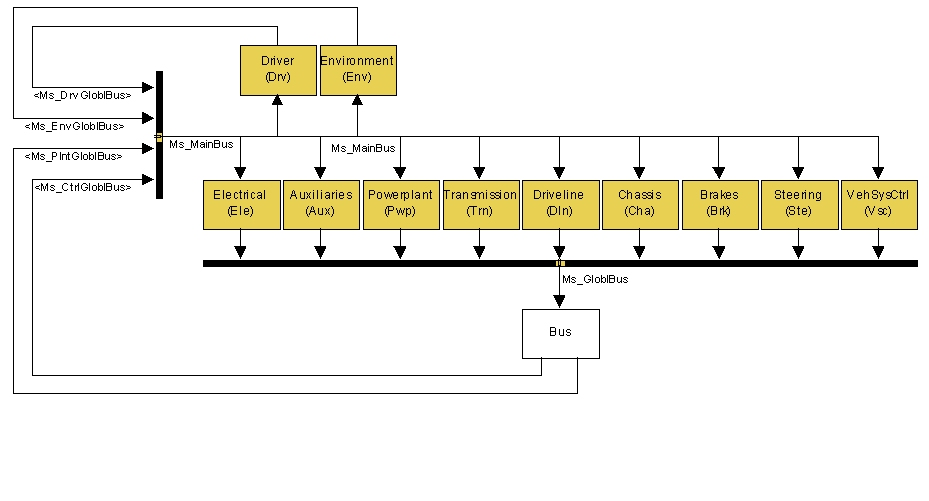 Driver
(Drv)
Environment
(Env)
<Ms_DrvGloblBus>
<Ms_EnvGloblBus>
<Ms_PlntGloblBus>
<Ms_CtrlGloblBus>
Ms_MainBus
Ms_MainBus
Electrical
(Ele)
Auxiliaries
(Aux)
Powerplant
(Pwp)
Transmission
(Trn)
Driveline
(Dln)
Chassis
(Cha)
Brakes
(Brk)
Steering
(Ste)
VehSysCtrl
(Vsc)
Ms_GloblBus
Bus